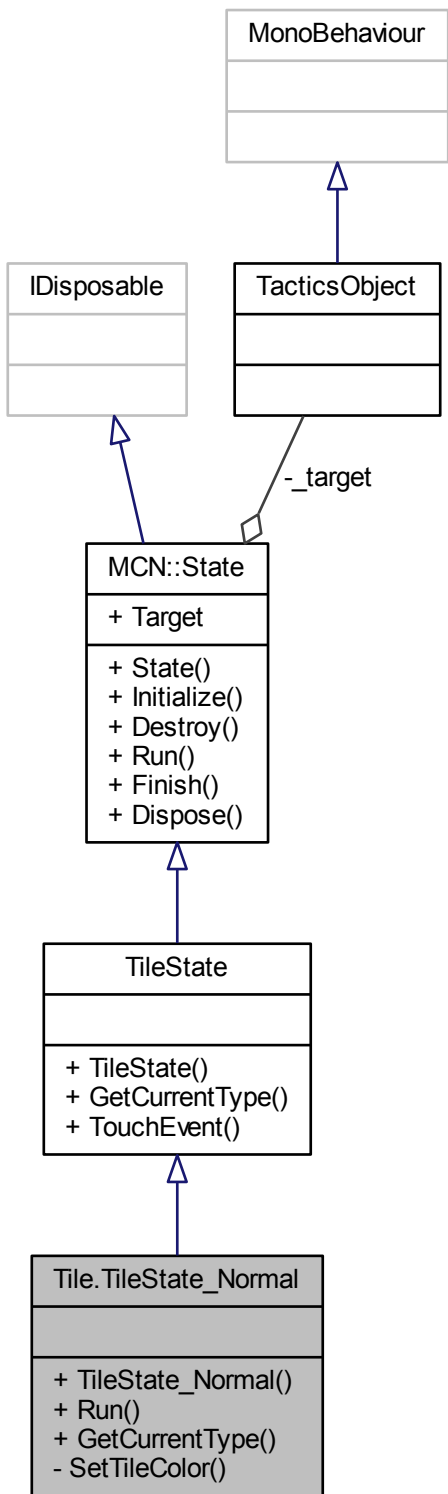 MonoBehaviour
IDisposable
TacticsObject
-_target
MCN::State
+ Target
+ State()
+ Initialize()
+ Destroy()
+ Run()
+ Finish()
+ Dispose()
TileState
+ TileState()
+ GetCurrentType()
+ TouchEvent()
Tile.TileState_Normal
+ TileState_Normal()
+ Run()
+ GetCurrentType()
- SetTileColor()